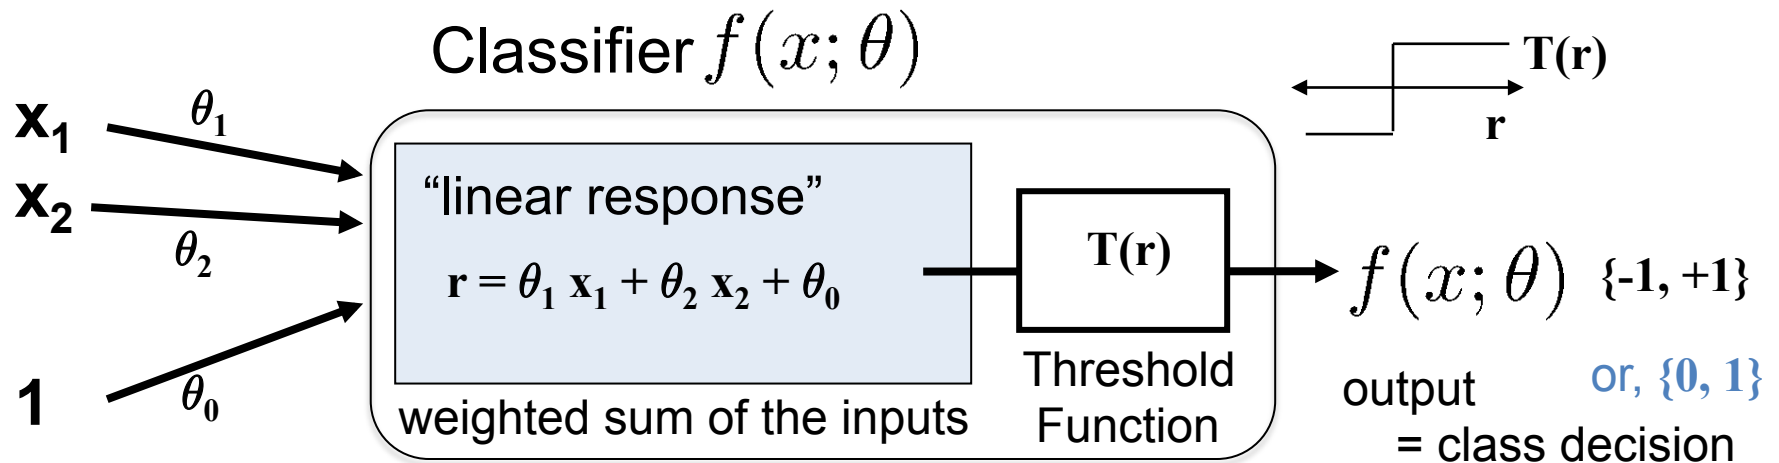 Classifier f(x; θ)
T(r)
r
x₁
θ₁
x₂
θ₂
1
θ₀
“linear response”
r = θ₁ x₁ + θ₂ x₂ + θ₀
weighted sum of the inputs
T(r)
Threshold
Function
f(x; θ) {-1, +1}
or, {0, 1}
output
= class decision